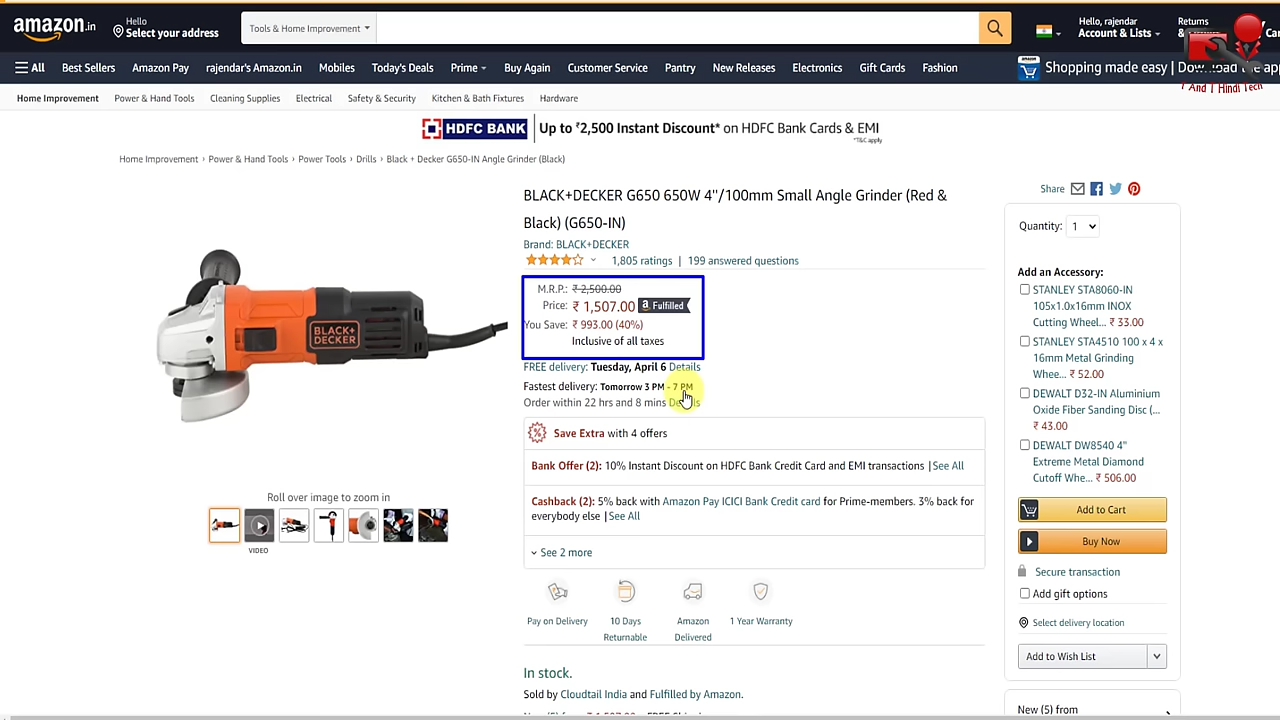 amazon.in
Hello
Select your address
Tools & Home Improvement
Hello, rajendar
Account & Lists
Returns
All
Best Sellers
Amazon Pay
rajendar's Amazon.in
Mobiles
Today's Deals
Prime
Buy Again
Customer Service
Pantry
New Releases
Electronics
Gift Cards
Fashion
Shopping made easy | Download the app
T And T Hindi Tech
Home Improvement
Power & Hand Tools
Cleaning Supplies
Electrical
Safety & Security
Kitchen & Bath Fixtures
Hardware
HDFC BANK
Up to ₹2,500 Instant Discount* on HDFC Bank Cards & EMI
*T&C apply
Home Improvement › Power & Hand Tools › Power Tools › Drills › Black + Decker G650-IN Angle Grinder (Black)
BLACK+DECKER
Roll over image to zoom in
VIDEO
BLACK+DECKER G650 650W 4''/100mm Small Angle Grinder (Red &
Black) (G650-IN)
Brand: BLACK+DECKER
1,805 ratings | 199 answered questions
M.R.P.: ₹ 2,500.00
Price: ₹ 1,507.00 a Fulfilled
You Save: ₹ 993.00 (40%)
Inclusive of all taxes
FREE delivery: Tuesday, April 6 Details
Fastest delivery: Tomorrow 3 PM - 7 PM
Order within 22 hrs and 8 mins Details
Save Extra with 4 offers
Bank Offer (2): 10% Instant Discount on HDFC Bank Credit Card and EMI transactions | See All
Cashback (2): 5% back with Amazon Pay ICICI Bank Credit card for Prime-members. 3% back for
everybody else | See All
See 2 more
Pay on Delivery
10 Days
Returnable
Amazon
Delivered
1 Year Warranty
In stock.
Sold by Cloudtail India and Fulfilled by Amazon.
Share
Quantity: 1
Add an Accessory:
STANLEY STA8060-IN
105x1.0x16mm INOX
Cutting Wheel... ₹ 33.00
STANLEY STA4510 100 x 4 x
16mm Metal Grinding
Whee... ₹ 52.00
DEWALT D32-IN Aluminium
Oxide Fiber Sanding Disc (...
₹ 43.00
DEWALT DW8540 4"
Extreme Metal Diamond
Cutoff Whe... ₹ 506.00
Add to Cart
Buy Now
Secure transaction
Add gift options
Select delivery location
Add to Wish List
New (5) from